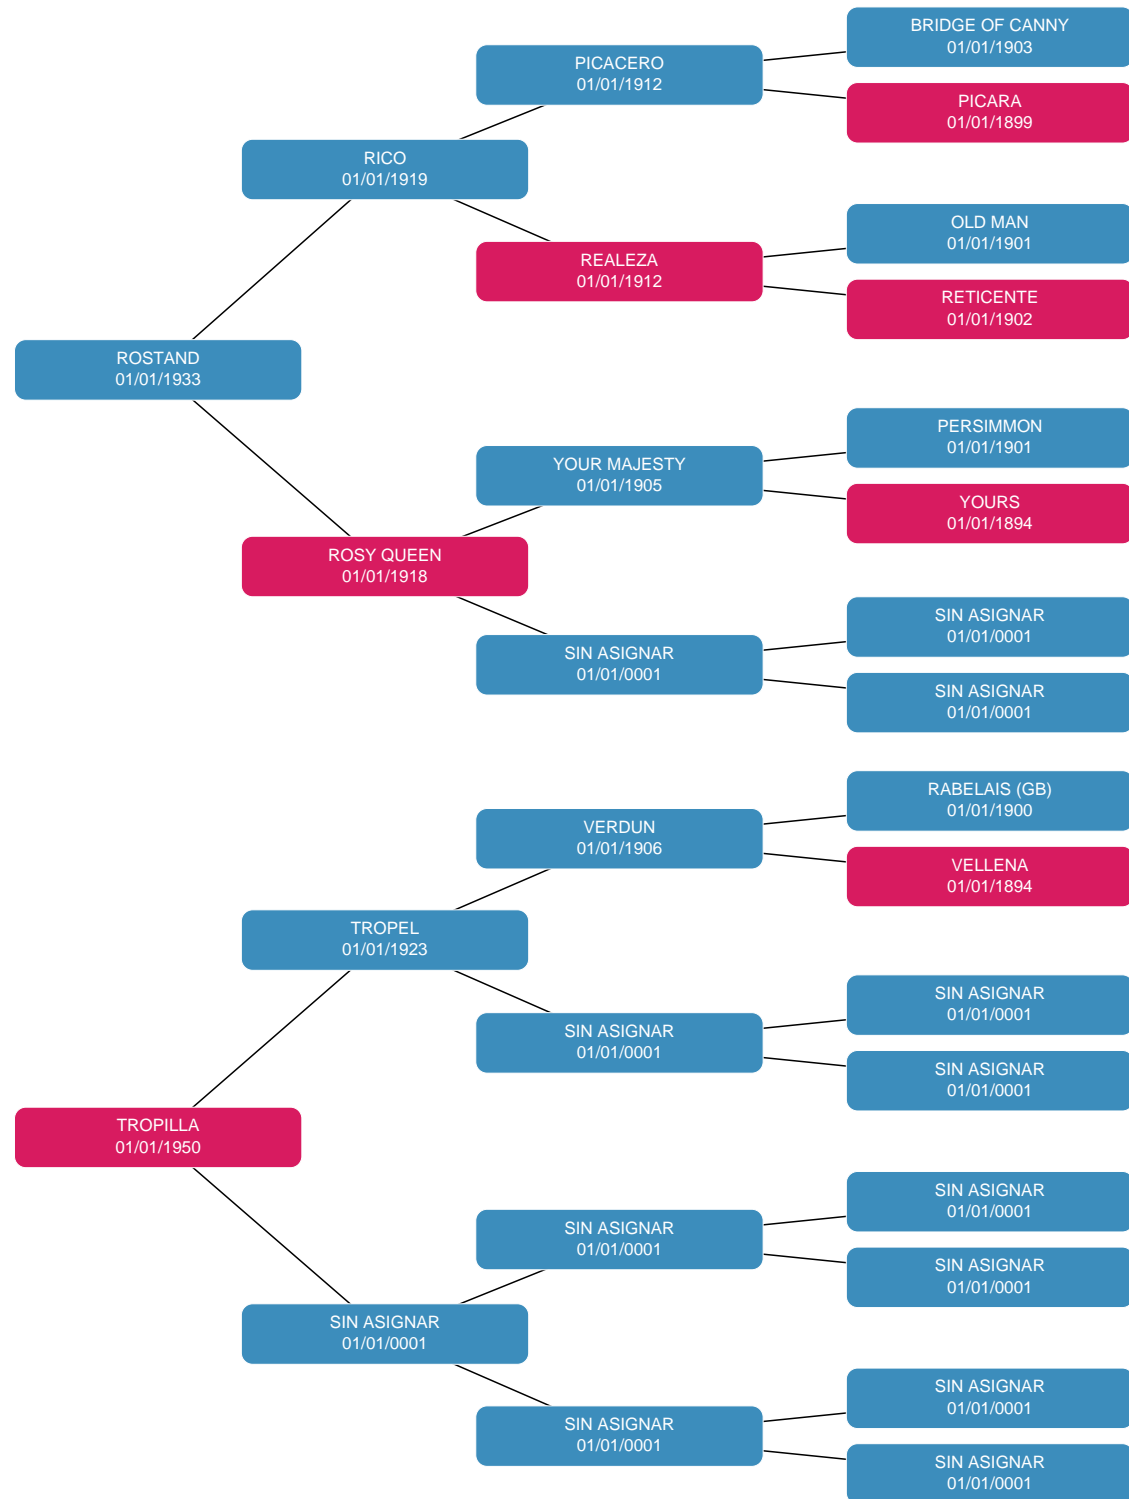 BRIDGE OF CANNY
01/01/1903
PICACERO
01/01/1912
PICARA
01/01/1899
RICO
01/01/1919
OLD MAN
01/01/1901
REALEZA
01/01/1912
RETICENTE
01/01/1902
ROSTAND
01/01/1933
PERSIMMON
01/01/1901
YOUR MAJESTY
01/01/1905
YOURS
01/01/1894
ROSY QUEEN
01/01/1918
SIN ASIGNAR
01/01/0001
SIN ASIGNAR
01/01/0001
SIN ASIGNAR
01/01/0001
RABELAIS (GB)
01/01/1900
VERDUN
01/01/1906
VELLENA
01/01/1894
TROPEL
01/01/1923
SIN ASIGNAR
01/01/0001
SIN ASIGNAR
01/01/0001
SIN ASIGNAR
01/01/0001
TROPILLA
01/01/1950
SIN ASIGNAR
01/01/0001
SIN ASIGNAR
01/01/0001
SIN ASIGNAR
01/01/0001
SIN ASIGNAR
01/01/0001
SIN ASIGNAR
01/01/0001
SIN ASIGNAR
01/01/0001
SIN ASIGNAR
01/01/0001